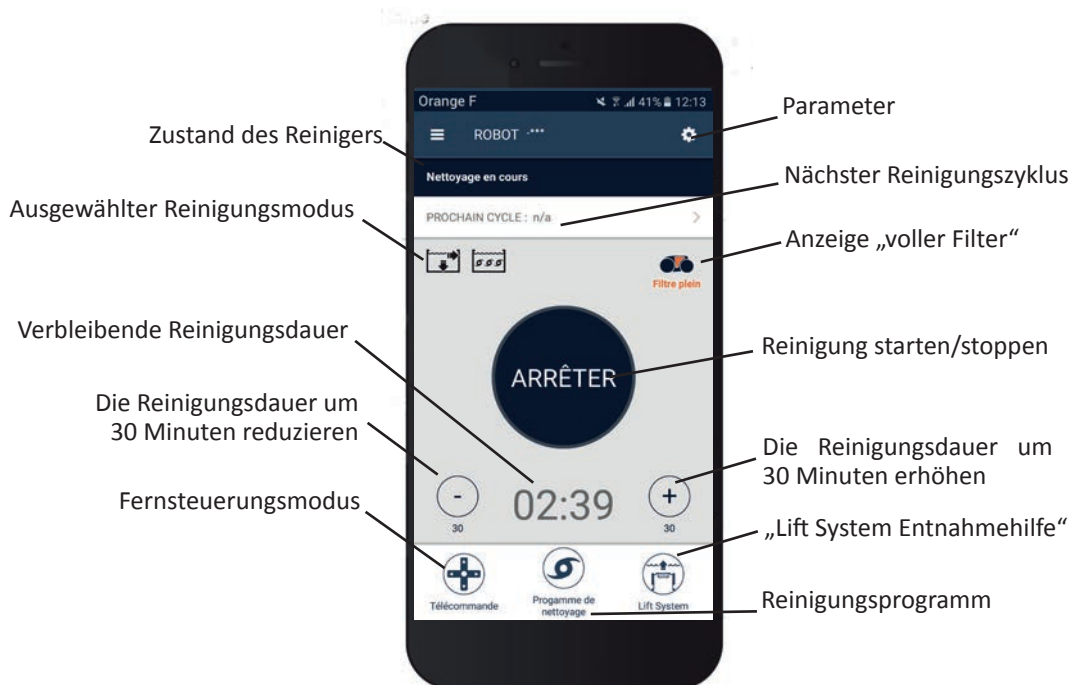 Orange F
41% 12:13
ROBOT -***
Nettoyage en cours
PROCHAIN CYCLE : n/a
Filtre plein
ARRÊTER
-
02:39
+
30
30
Télécommande
Progamme de
nettoyage
Lift System
Zustand des Reinigers
Ausgewählter Reinigungsmodus
Verbleibende Reinigungsdauer
Die Reinigungsdauer um
30 Minuten reduzieren
Fernsteuerungsmodus
Parameter
Nächster Reinigungszyklus
Anzeige „voller Filter“
Reinigung starten/stoppen
Die Reinigungsdauer um
30 Minuten erhöhen
„Lift System Entnahmehilfe“
Reinigungsprogramm